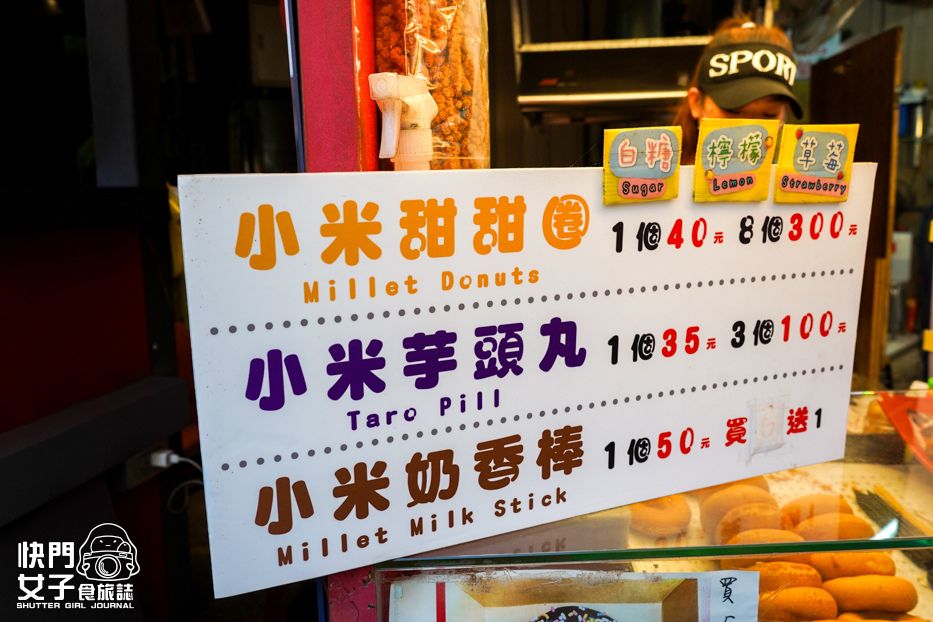 SPORT
白糖 檸檬 草莓
Sugar Lemon Strawberry
小米甜甜圈 1個40元 8個300元
Millet Donuts
小米芋頭丸 1個35元 3個100元
Taro Pill
小米奶香棒 1個50元 買6送1
Millet Milk Stick
買
快門
女子食旅誌
SHUTTER GIRL JOURNAL